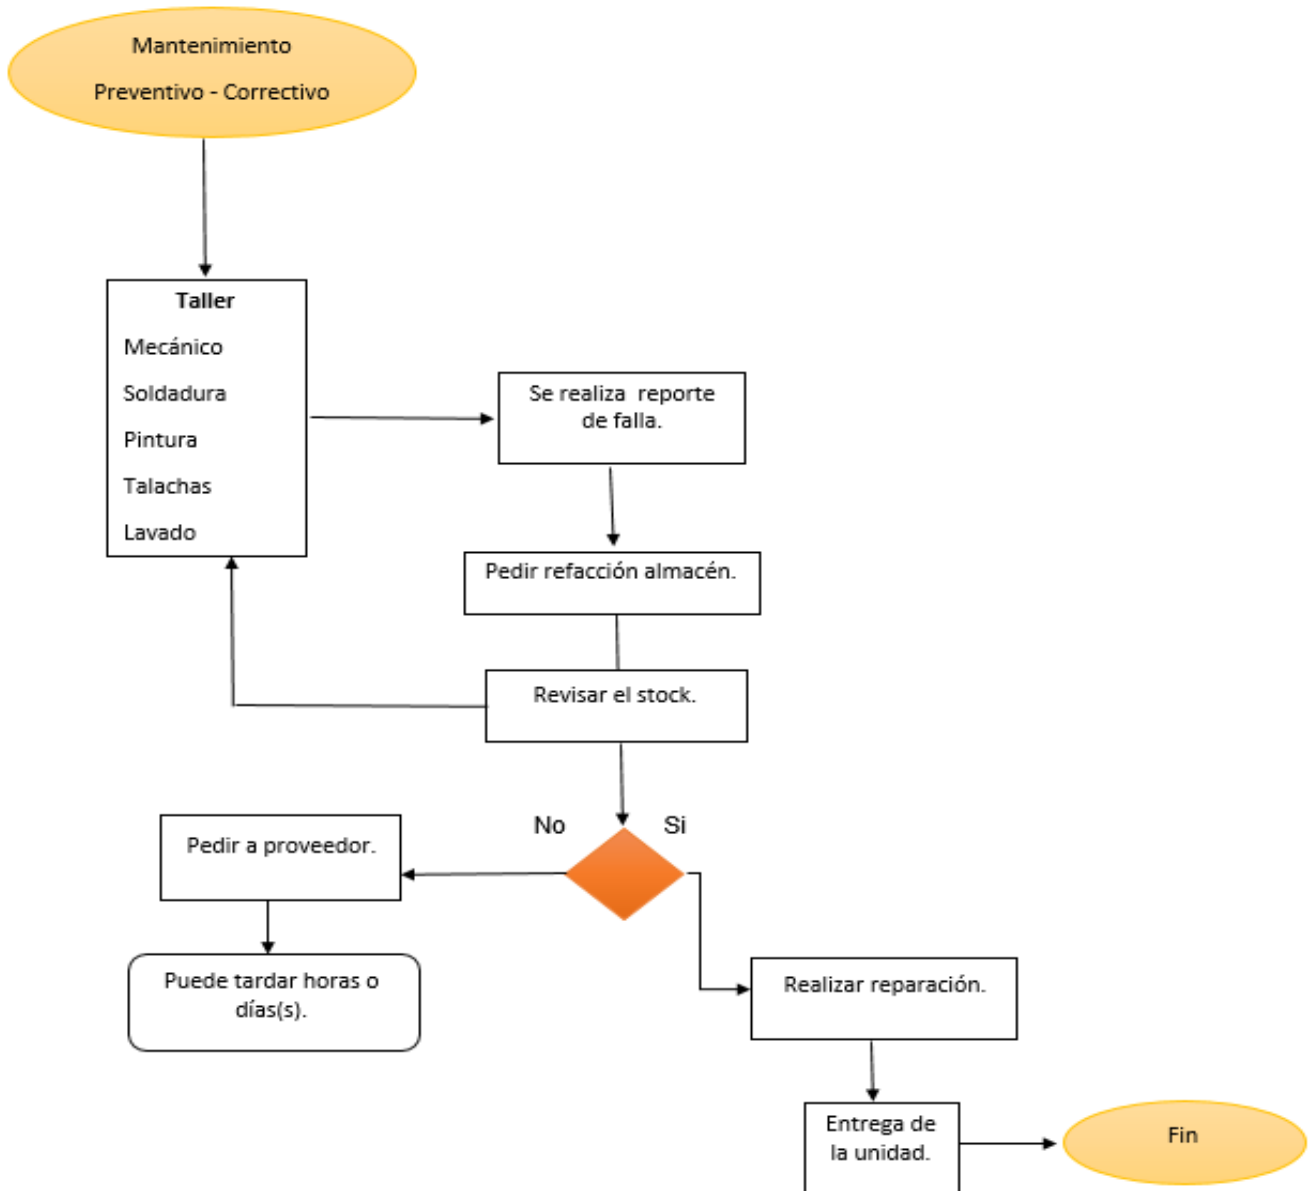 Mantenimiento
Preventivo - Correctivo
Taller
Mecánico
Soldadura
Pintura
Talachas
Lavado
Se realiza reporte
de falla.
Pedir refacción almacén.
Revisar el stock.
No
Si
Pedir a proveedor.
Puede tardar horas o
días(s).
Realizar reparación.
Entrega de
la unidad.
Fin